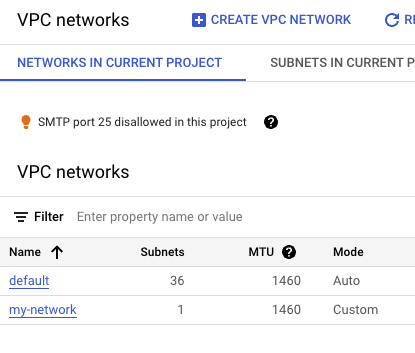 VPC networks
CREATE VPC NETWORK
NETWORKS IN CURRENT PROJECT
SUBNETS IN CURRENT P
SMTP port 25 disallowed in this project
VPC networks
Filter Enter property name or value
Name Subnets MTU Mode
default 36 1460 Auto
my-network 1 1460 Custom